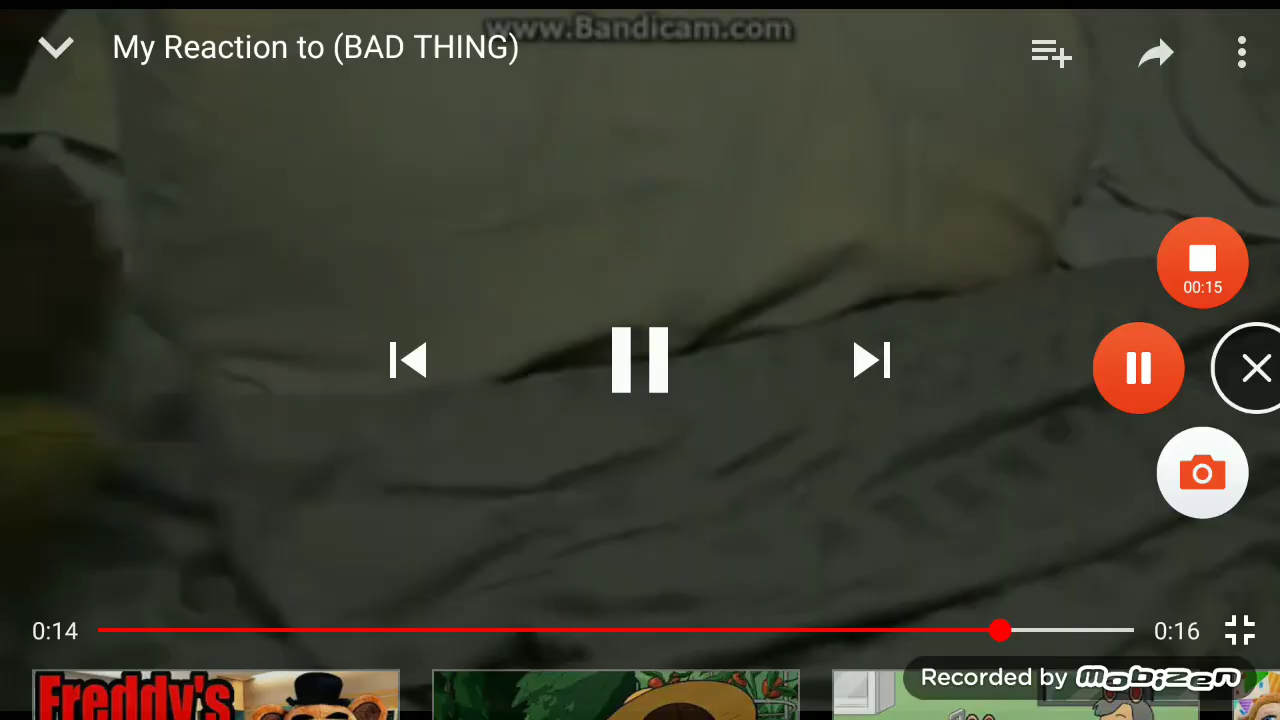 www.Bandicam.com
My Reaction to (BAD THING)
00:15
0:14
0:16
Freddy's
Recorded by mobizen